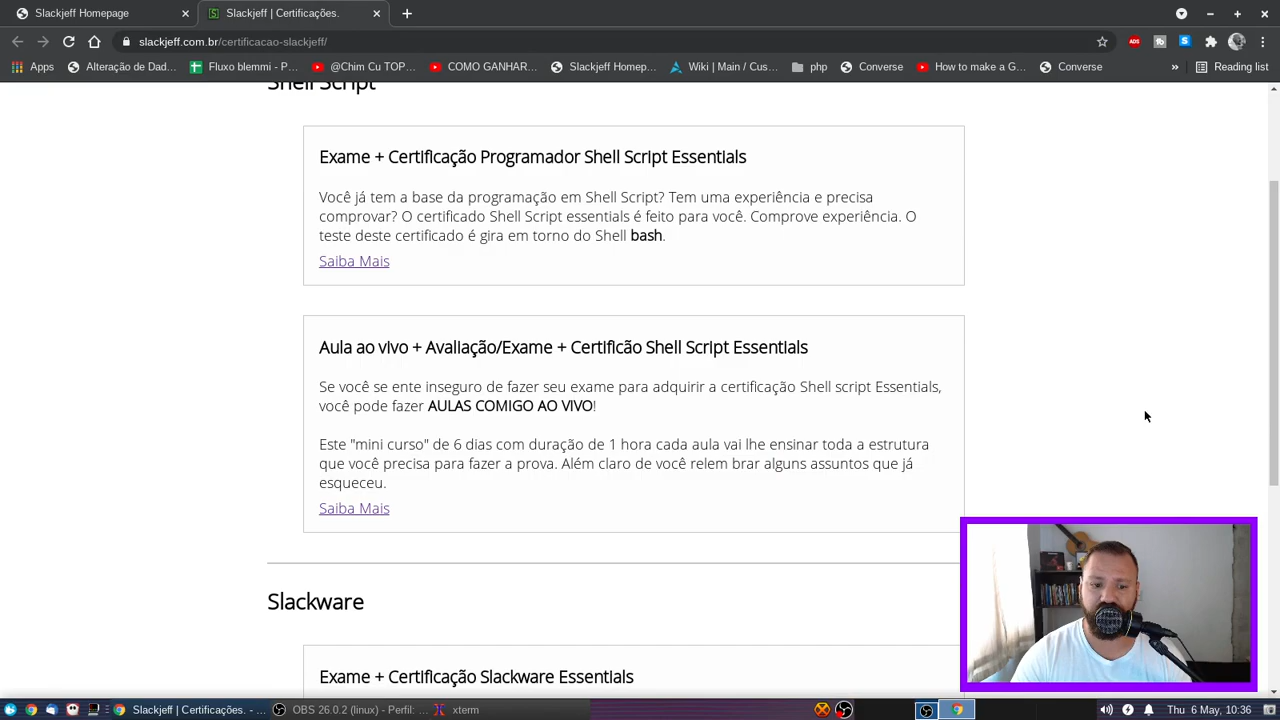 Slackjeff Homepage
Slackjeff | Certificações.
slackjeff.com.br/certificacao-slackjeff/
ADS
Apps
Alteração de Dad...
Fluxo blemmi - P...
@Chim Cu TOP...
COMO GANHAR...
Slackjeff Homep...
Wiki | Main / Cus...
php
Converse
How to make a G...
Converse
»
Reading list
Shell Script
Exame + Certificação Programador Shell Script Essentials
Você já tem a base da programação em Shell Script? Tem uma experiência e precisa
comprovar? O certificado Shell Script essentials é feito para você. Comprove experiência. O
teste deste certificado é gira em torno do Shell bash.
Saiba Mais
Aula ao vivo + Avaliação/Exame + Certificão Shell Script Essentials
Se você se ente inseguro de fazer seu exame para adquirir a certificação Shell script Essentials,
você pode fazer AULAS COMIGO AO VIVO!
Este "mini curso" de 6 dias com duração de 1 hora cada aula vai lhe ensinar toda a estrutura
que você precisa para fazer a prova. Além claro de você relem brar alguns assuntos que já
esqueceu.
Saiba Mais
Slackware
Exame + Certificação Slackware Essentials
Slackjeff | Certificações. - ...
OBS 26.0.2 (linux) - Perfil: ...
xterm
Thu 6 May, 10:36